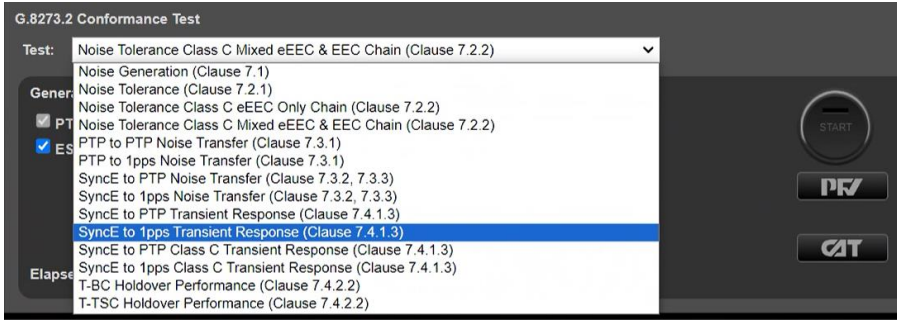 G.8273.2 Conformance Test
Test: Noise Tolerance Class C Mixed eEEC & EEC Chain (Clause 7.2.2)
Noise Generation (Clause 7.1)
Gener
Noise Tolerance (Clause 7.2.1)
Noise Tolerance Class C eEEC Only Chain (Clause 7.2.2)
PT
Noise Tolerance Class C Mixed eEEC & EEC Chain (Clause 7.2.2)
START
PTP to PTP Noise Transfer (Clause 7.3.1)
ES
PTP to 1pps Noise Transfer (Clause 7.3.1)
SyncE to PTP Noise Transfer (Clause 7.3.2, 7.3.3)
PFV
SyncE to 1pps Noise Transfer (Clause 7.3.2, 7.3.3)
SyncE to PTP Transient Response (Clause 7.4.1.3)
SyncE to 1pps Transient Response (Clause 7.4.1.3)
SyncE to PTP Class C Transient Response (Clause 7.4.1.3)
CAT
SyncE to 1pps Class C Transient Response (Clause 7.4.1.3)
Elapse
T-BC Holdover Performance (Clause 7.4.2.2)
T-TSC Holdover Performance (Clause 7.4.2.2)